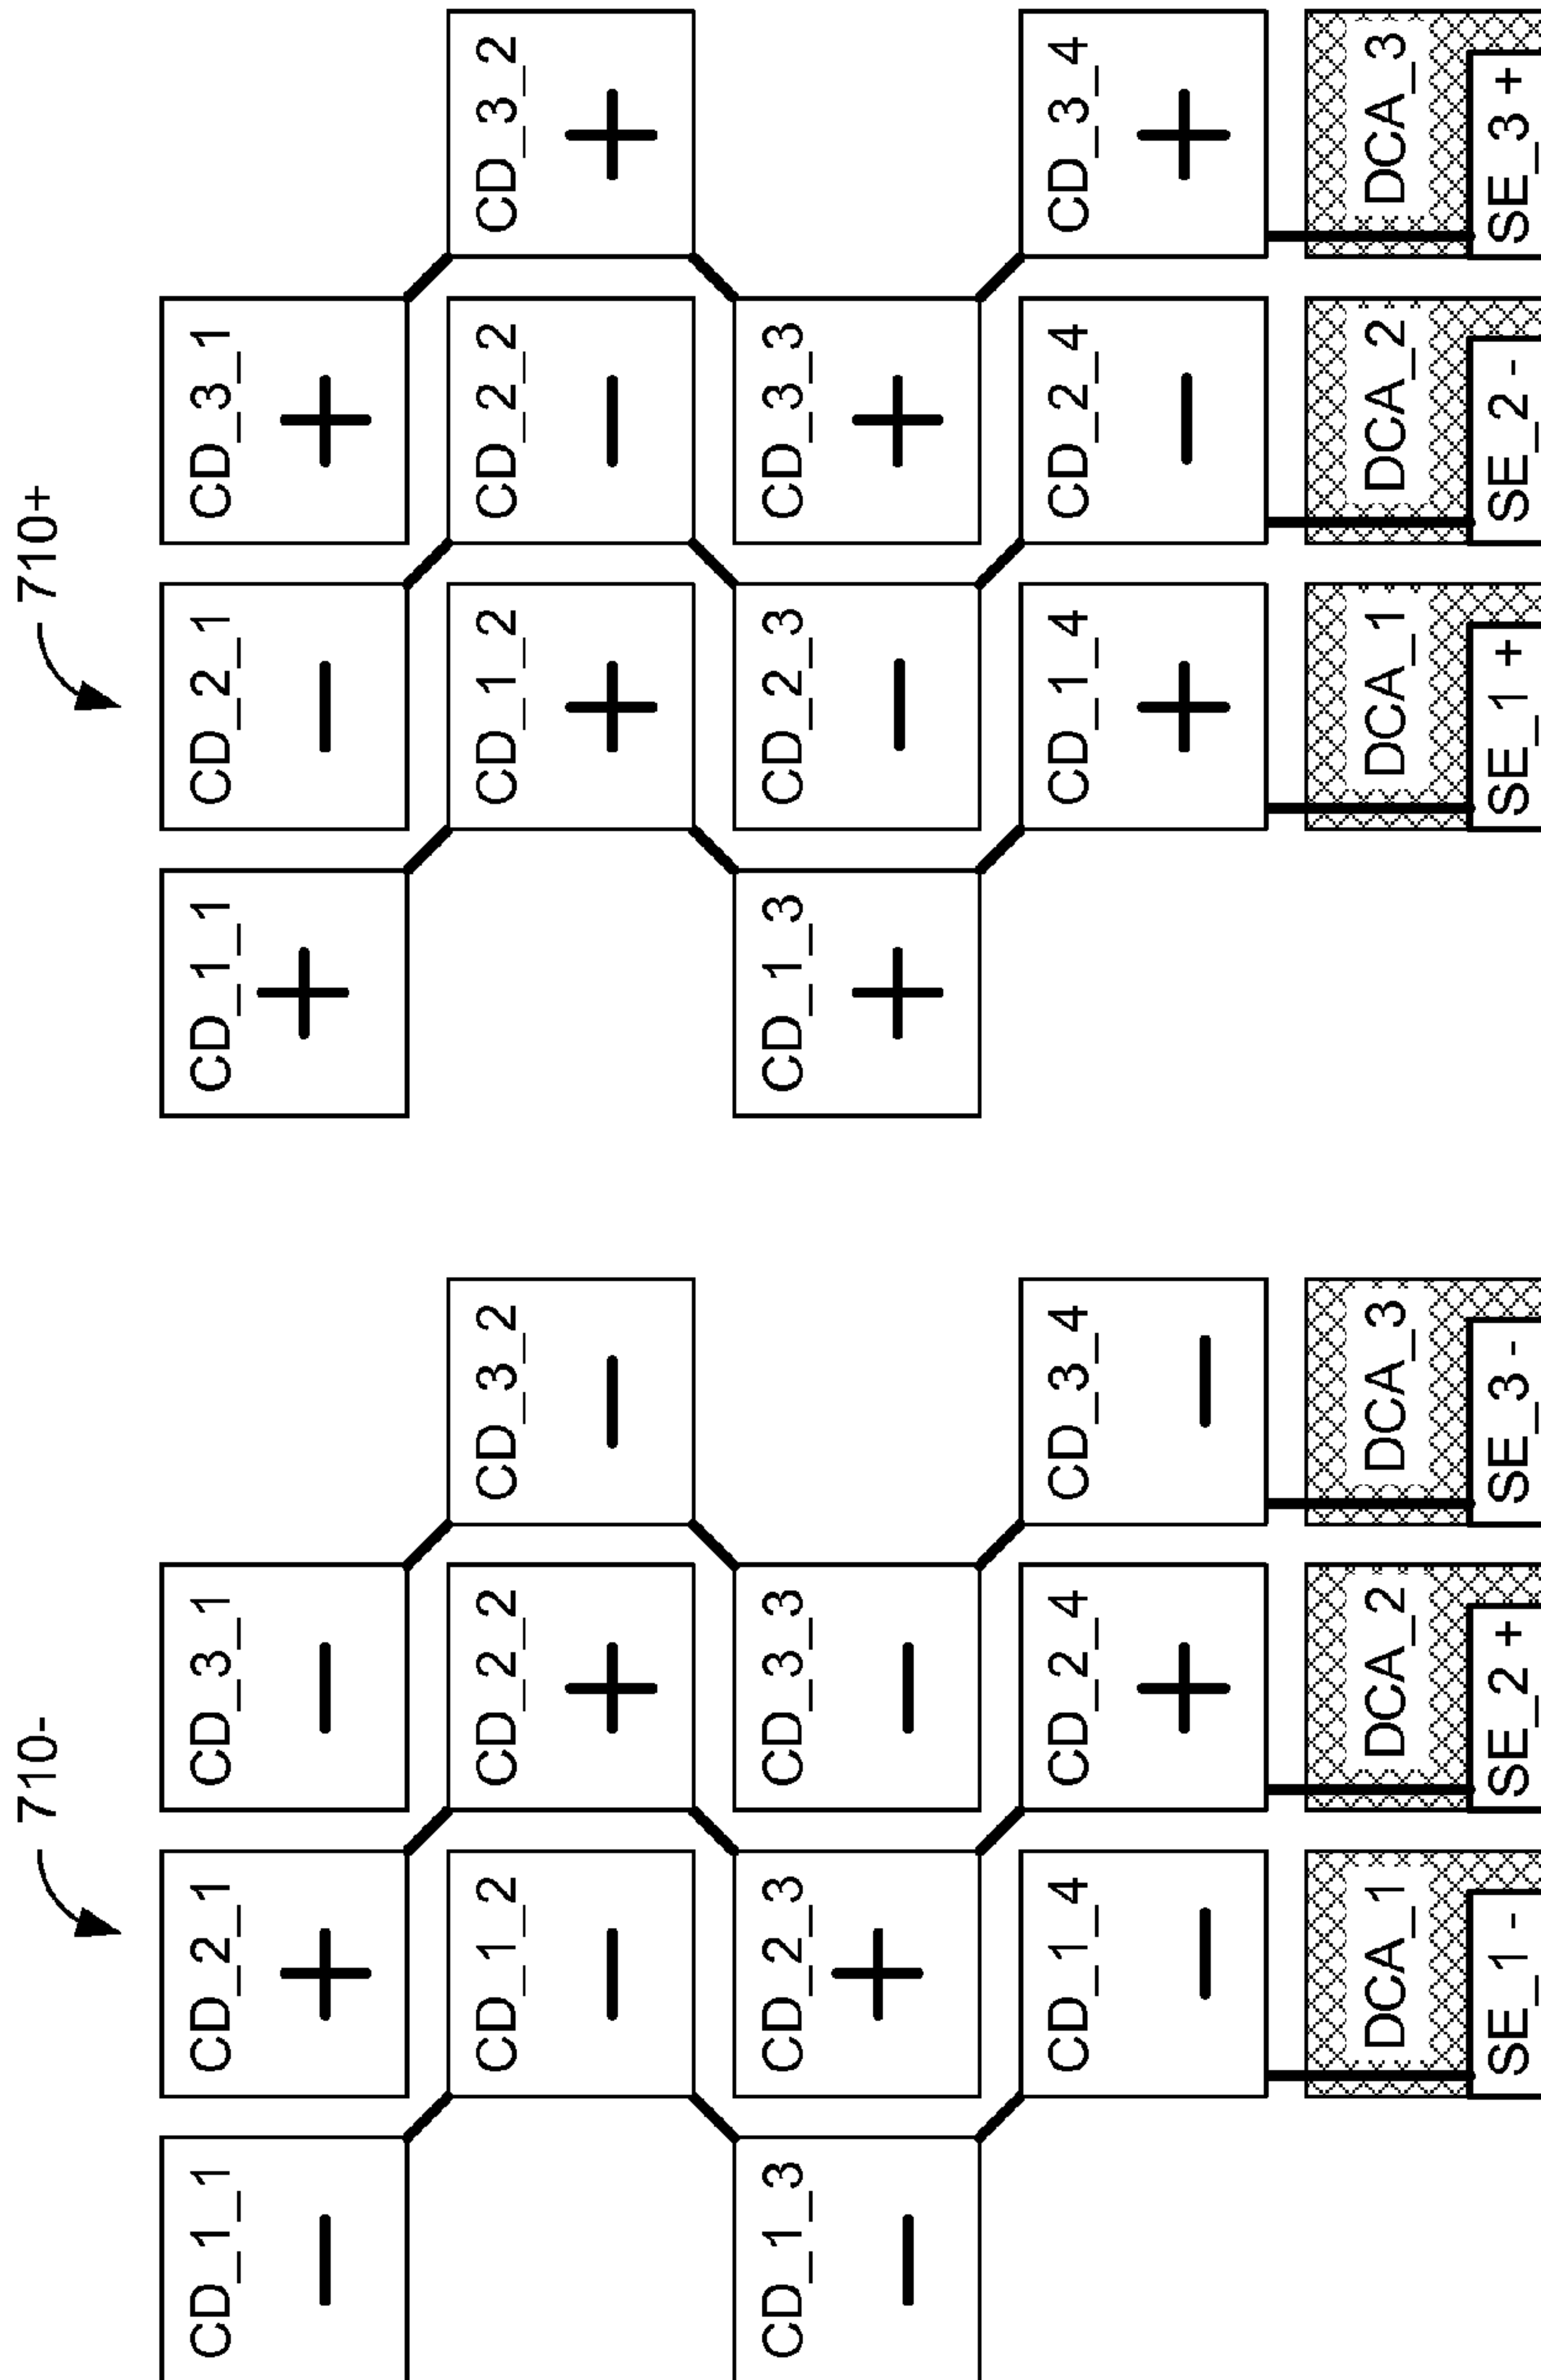 710-
CD_1_1 CD_2_1 CD_3_1
- + -
CD_1_2 CD_2_2 CD_3_2
- + -
CD_1_3 CD_2_3 CD_3_3
- + -
CD_1_4 CD_2_4 CD_3_4
- + -
DCA_1 DCA_2 DCA_3
SE_1 - SE_2 + SE_3 -
710+
CD_1_1 CD_2_1 CD_3_1
+ - +
CD_1_2 CD_2_2 CD_3_2
+ - +
CD_1_3 CD_2_3 CD_3_3
+ - +
CD_1_4 CD_2_4 CD_3_4
+ - +
DCA_1 DCA_2 DCA_3
SE_1 + SE_2 - SE_3 +